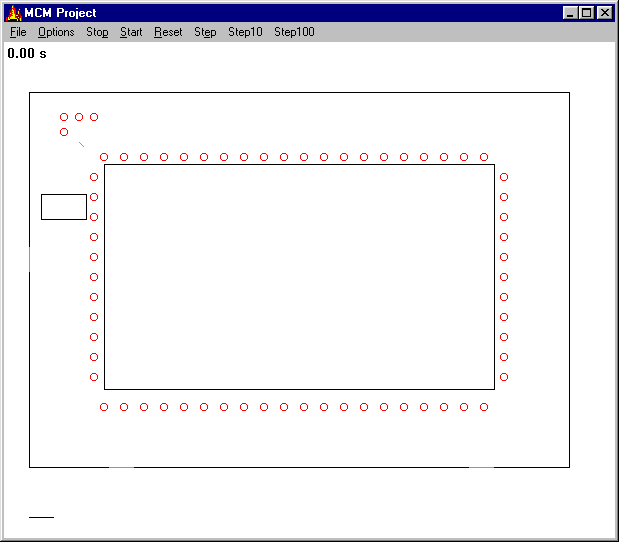 MCM Project
File Options Stop Start Reset Step Step10 Step100
0.00 s